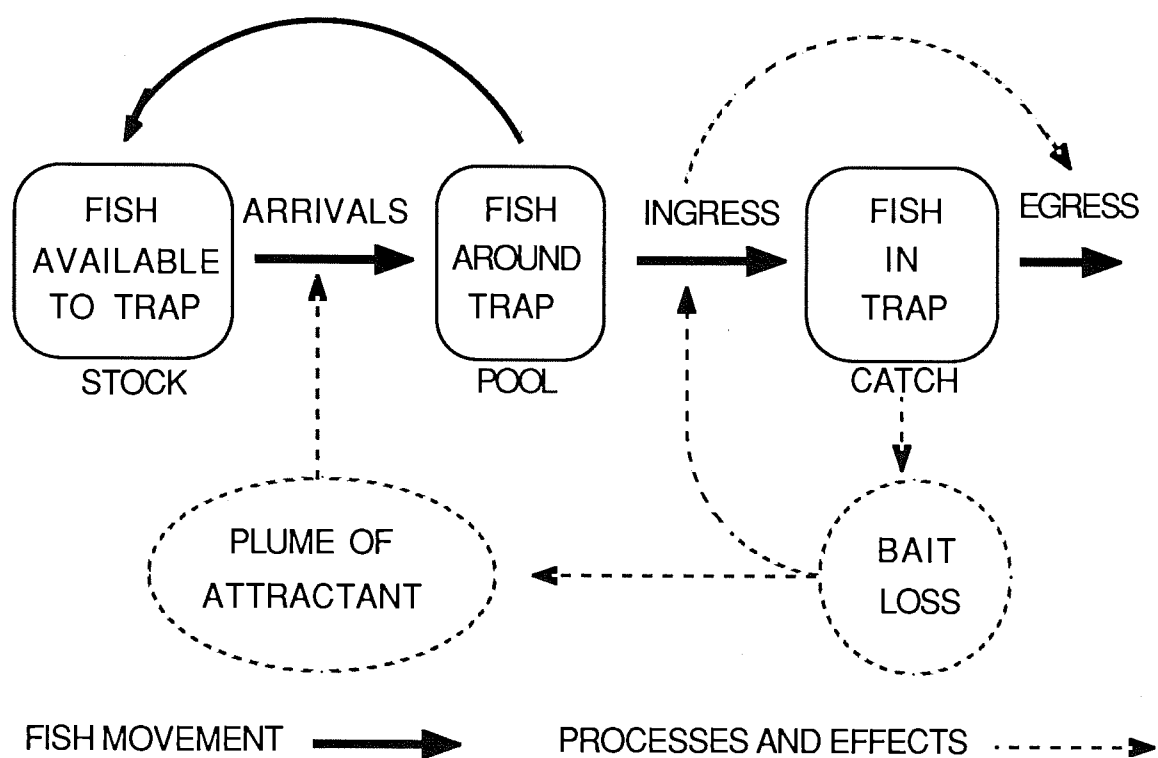 FISH
AVAILABLE
TO TRAP
STOCK
ARRIVALS
FISH
AROUND
TRAP
POOL
INGRESS
FISH
IN
TRAP
CATCH
EGRESS
PLUME OF
ATTRACTANT
BAIT
LOSS
FISH MOVEMENT
PROCESSES AND EFFECTS